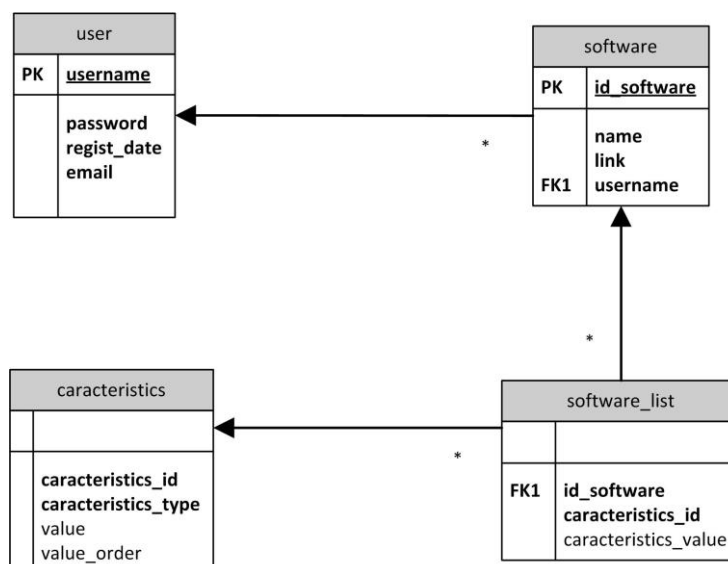 user
PK username
password
regist_date
email
software
PK id_software
name
link
FK1 username
*
*
caracteristics
caracteristics_id
caracteristics_type
value
value_order
*
software_list
FK1 id_software
caracteristics_id
caracteristics_value